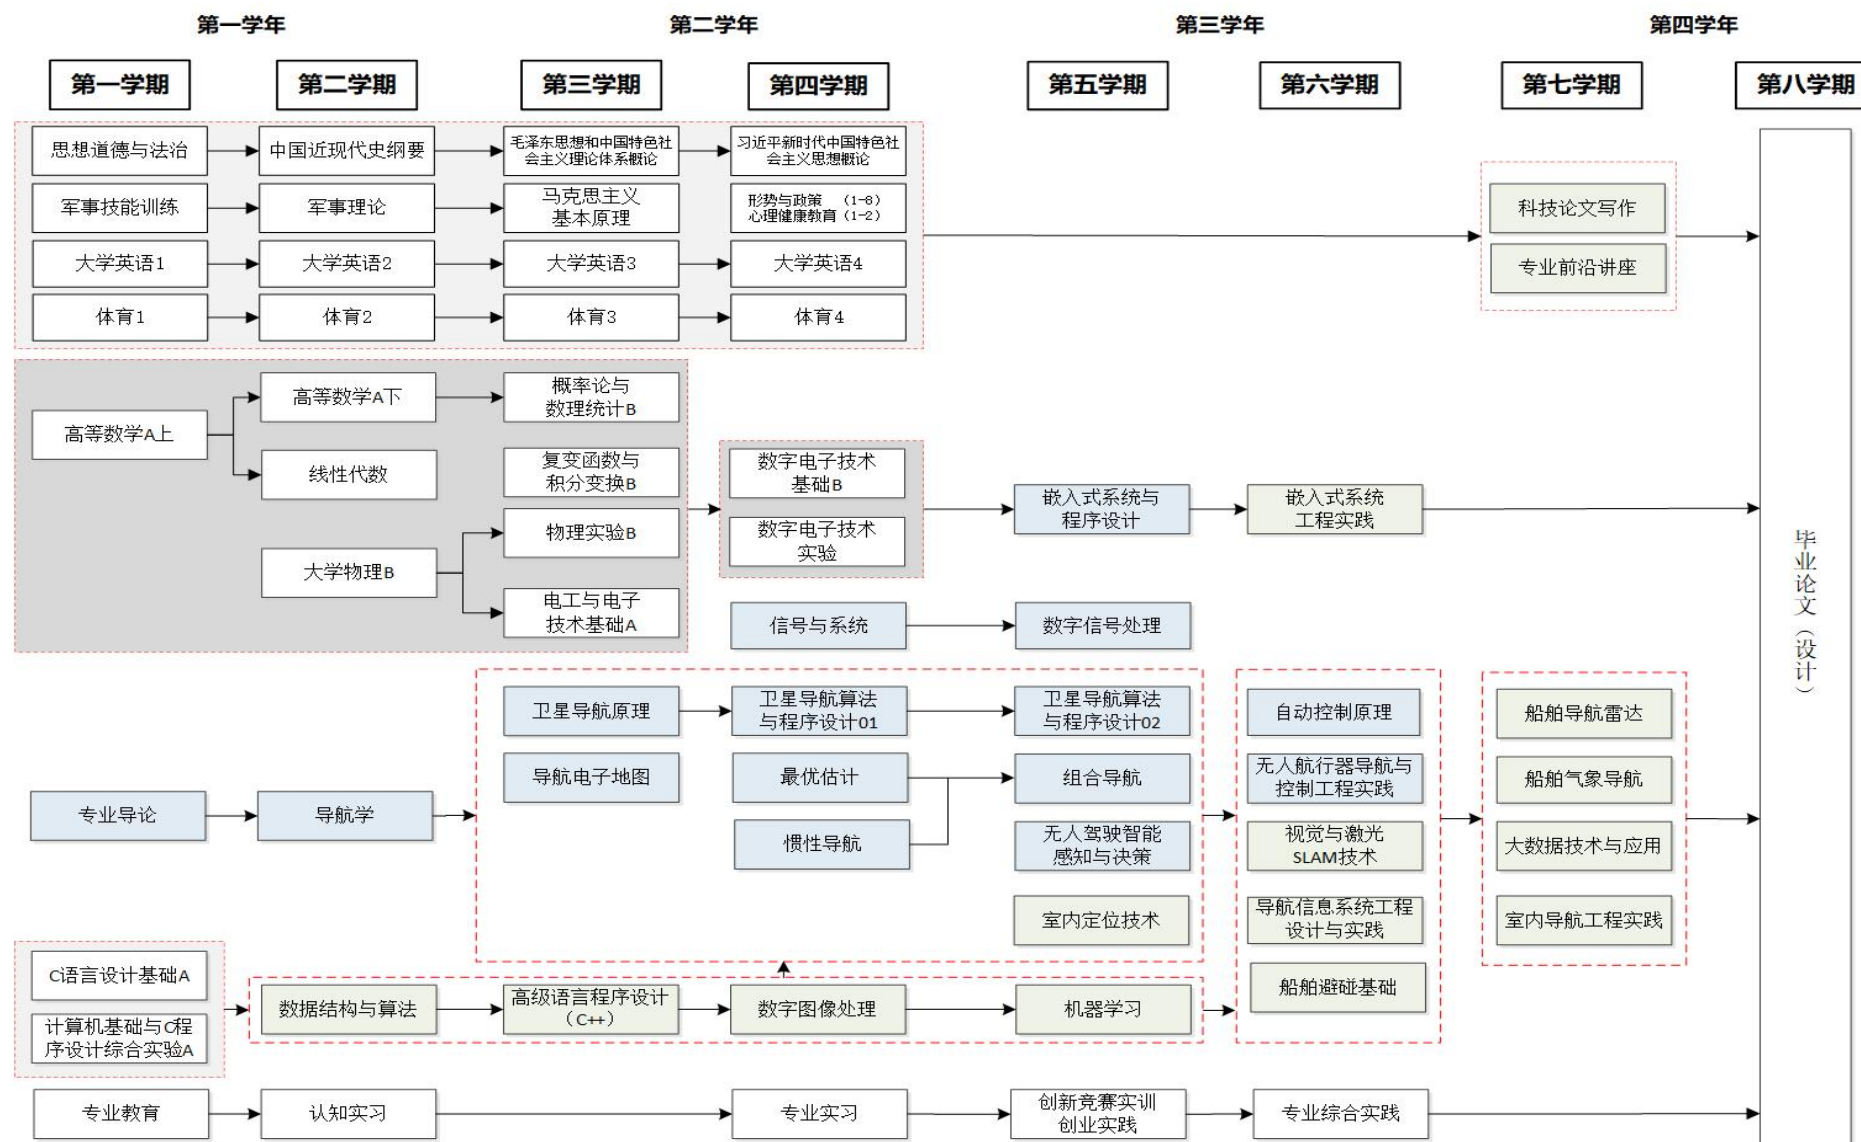 第一学年
第二学年
第三学年
第四学年
第一学期
第二学期
第三学期
第四学期
第五学期
第六学期
第七学期
第八学期
思想道德与法治
中国近现代史纲要
毛泽东思想和中国特色社
会主义理论体系概论
习近平新时代中国特色社
会主义思想概论
军事技能训练
军事理论
马克思主义
基本原理
形势与政策 (1-8)
心理健康教育(1-2)
大学英语1
大学英语2
大学英语3
大学英语4
体育1
体育2
体育3
体育4
科技论文写作
专业前沿讲座
高等数学A上
高等数学A下
线性代数
大学物理B
概率论与
数理统计B
复变函数与
积分变换B
物理实验B
电工与电子
技术基础A
数字电子技术
基础B
数字电子技术
实验
嵌入式系统与
程序设计
嵌入式系统
工程实践
信号与系统
数字信号处理
专业导论
导航学
卫星导航原理
导航电子地图
卫星导航算法
与程序设计01
最优估计
惯性导航
卫星导航算法
与程序设计02
组合导航
无人驾驶智能
感知与决策
室内定位技术
自动控制原理
无人航行器导航与
控制工程实践
视觉与激光
SLAM技术
导航信息系统工程
设计与实践
船舶避碰基础
船舶导航雷达
船舶气象导航
大数据技术与应用
室内导航工程实践
C语言设计基础A
计算机基础与C程
序设计综合实验A
数据结构与算法
高级语言程序设计
(C++)
数字图像处理
机器学习
专业教育
认知实习
专业实习
创新竞赛实训
创业实践
专业综合实践
毕业论文(设计)